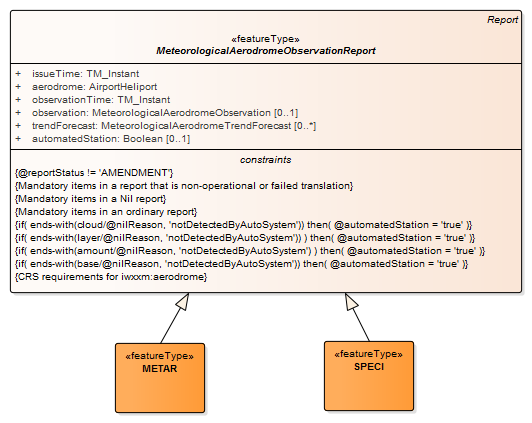 Report
«featureType»
MeteorologicalAerodromeObservationReport
+ issueTime: TM_Instant
+ aerodrome: AirportHeliport
+ observationTime: TM_Instant
+ observation: MeteorologicalAerodromeObservation [0..1]
+ trendForecast: MeteorologicalAerodromeTrendForecast [0..*]
+ automatedStation: Boolean [0..1]
constraints
{@reportStatus != 'AMENDMENT'}
{Mandatory items in a report that is non-operational or failed translation}
{Mandatory items in a Nil report}
{Mandatory items in an ordinary report}
{if( ends-with(cloud/@nilReason, 'notDetectedByAutoSystem')) then( @automatedStation = 'true' )}
{if( ends-with(layer/@nilReason, 'notDetectedByAutoSystem')) ) then( @automatedStation = 'true' )}
{if( ends-with(amount/@nilReason, 'notDetectedByAutoSystem') ) then( @automatedStation = 'true' )}
{if( ends-with(base/@nilReason, 'notDetectedByAutoSystem')) then( @automatedStation = 'true' )}
{CRS requirements for iwxxm:aerodrome}
«featureType»
METAR
«featureType»
SPECI